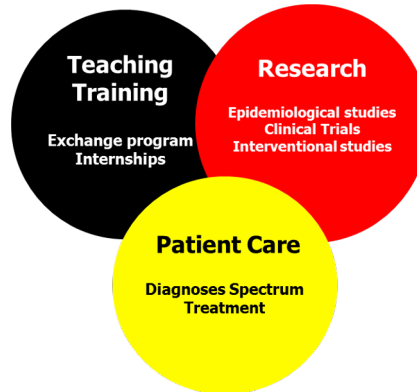 Teaching
Training
Exchange program
Internships
Research
Epidemiological studies
Clinical Trials
Interventional studies
Patient Care
Diagnoses Spectrum
Treatment